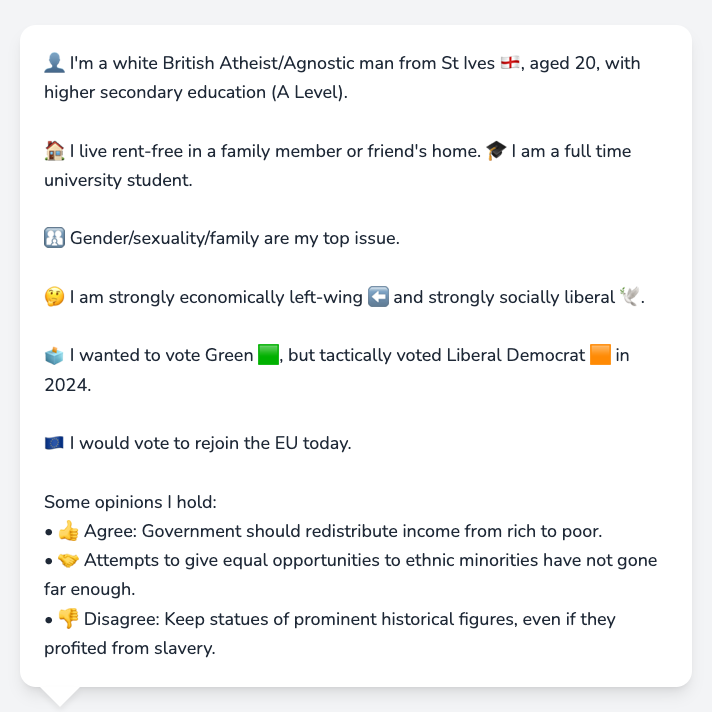 👤 I'm a white British Atheist/Agnostic man from St Ives 🏴󠁧󠁢󠁥󠁮󠁧󠁿, aged 20, with
higher secondary education (A Level).
🏠 I live rent-free in a family member or friend's home. 🎓 I am a full time
university student.
🚻 Gender/sexuality/family are my top issue.
🤔 I am strongly economically left-wing ⬅️ and strongly socially liberal 🕊️.
🗳️ I wanted to vote Green 🟩, but tactically voted Liberal Democrat 🟧 in
2024.
🇪🇺 I would vote to rejoin the EU today.
Some opinions I hold:
• 👍 Agree: Government should redistribute income from rich to poor.
• 🤝 Attempts to give equal opportunities to ethnic minorities have not gone
far enough.
• 👎 Disagree: Keep statues of prominent historical figures, even if they
profited from slavery.